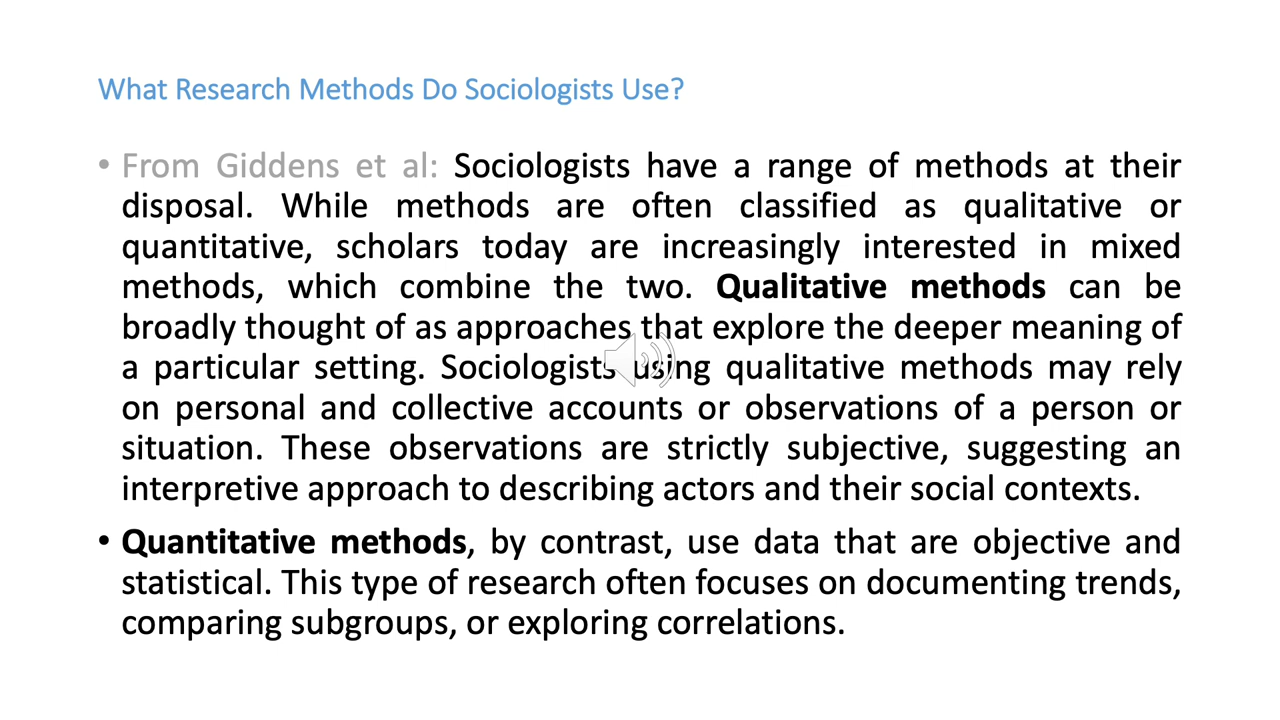 What Research Methods Do Sociologists Use?
• From Giddens et al: Sociologists have a range of methods at their
disposal. While methods are often classified as qualitative or
quantitative, scholars today are increasingly interested in mixed
methods, which combine the two. Qualitative methods can be
broadly thought of as approaches that explore the deeper meaning of
a particular setting. Sociologists using qualitative methods may rely
on personal and collective accounts or observations of a person or
situation. These observations are strictly subjective, suggesting an
interpretive approach to describing actors and their social contexts.
• Quantitative methods, by contrast, use data that are objective and
statistical. This type of research often focuses on documenting trends,
comparing subgroups, or exploring correlations.